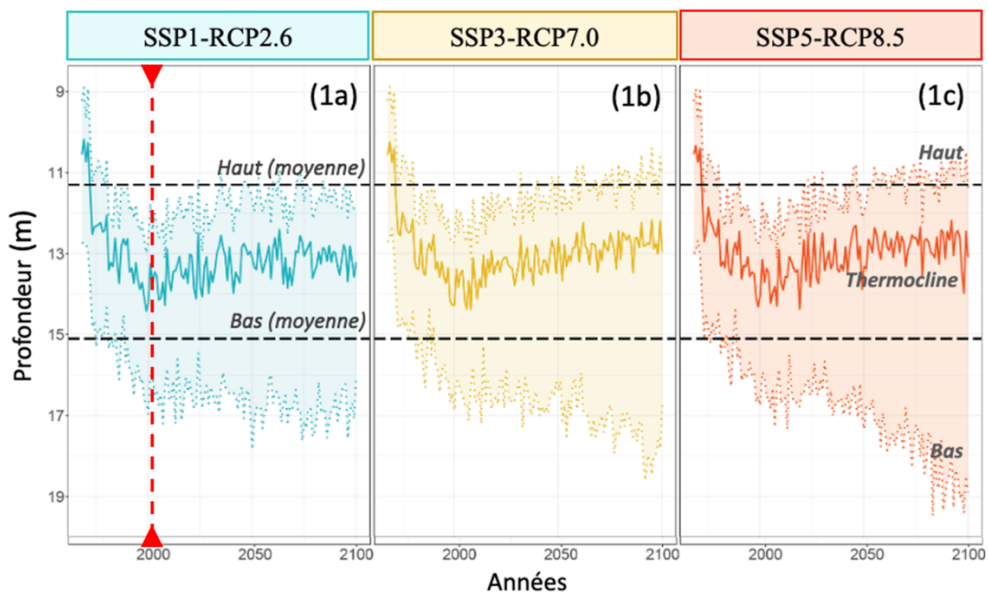 SSP1-RCP2.6
SSP3-RCP7.0
SSP5-RCP8.5
(1a)
(1b)
(1c)
Haut (moyenne)
Haut
Thermocline
Bas (moyenne)
Bas
Profondeur (m)
9
11
13
15
17
19
2000 2050 2100
2000 2050 2100
2000 2050 2100
Années